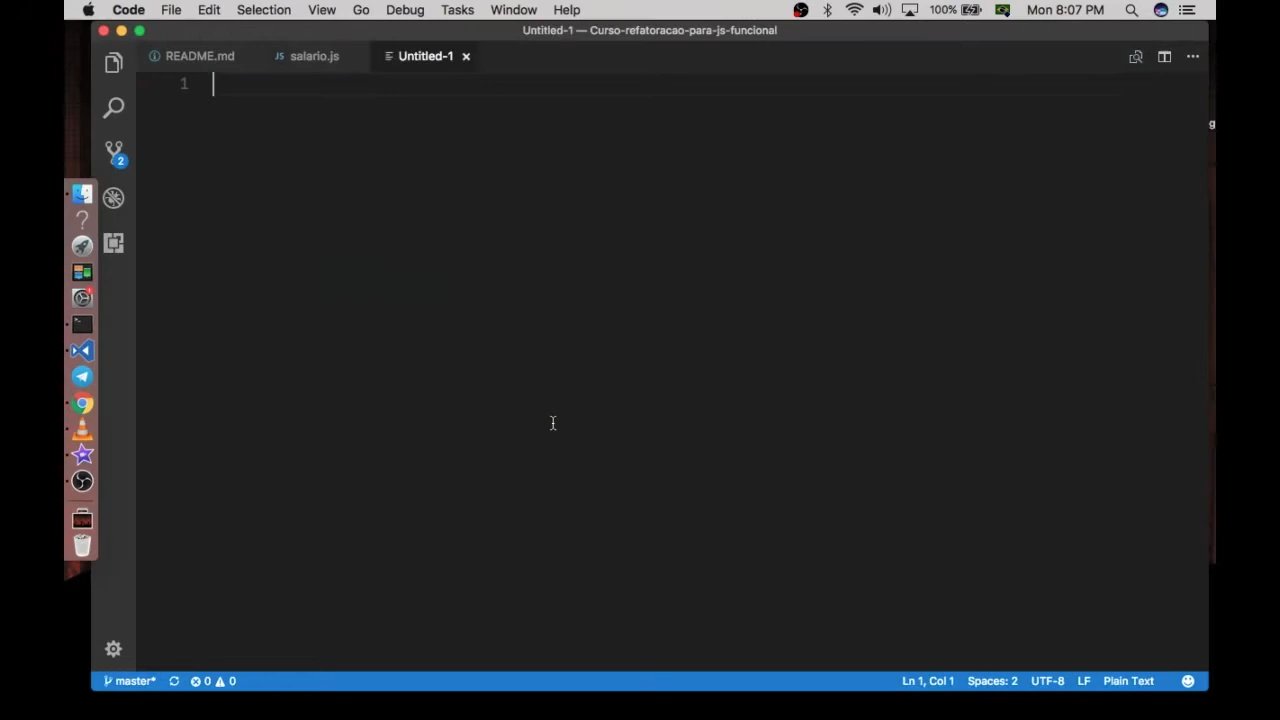 Code File Edit Selection View Go Debug Tasks Window Help 100% Mon 8:07 PM
Untitled-1 — Curso-refatoracao-para-js-funcional
README.md JS salario.js Untitled-1
1
2
master* 0 0 Ln 1, Col 1 Spaces: 2 UTF-8 LF Plain Text